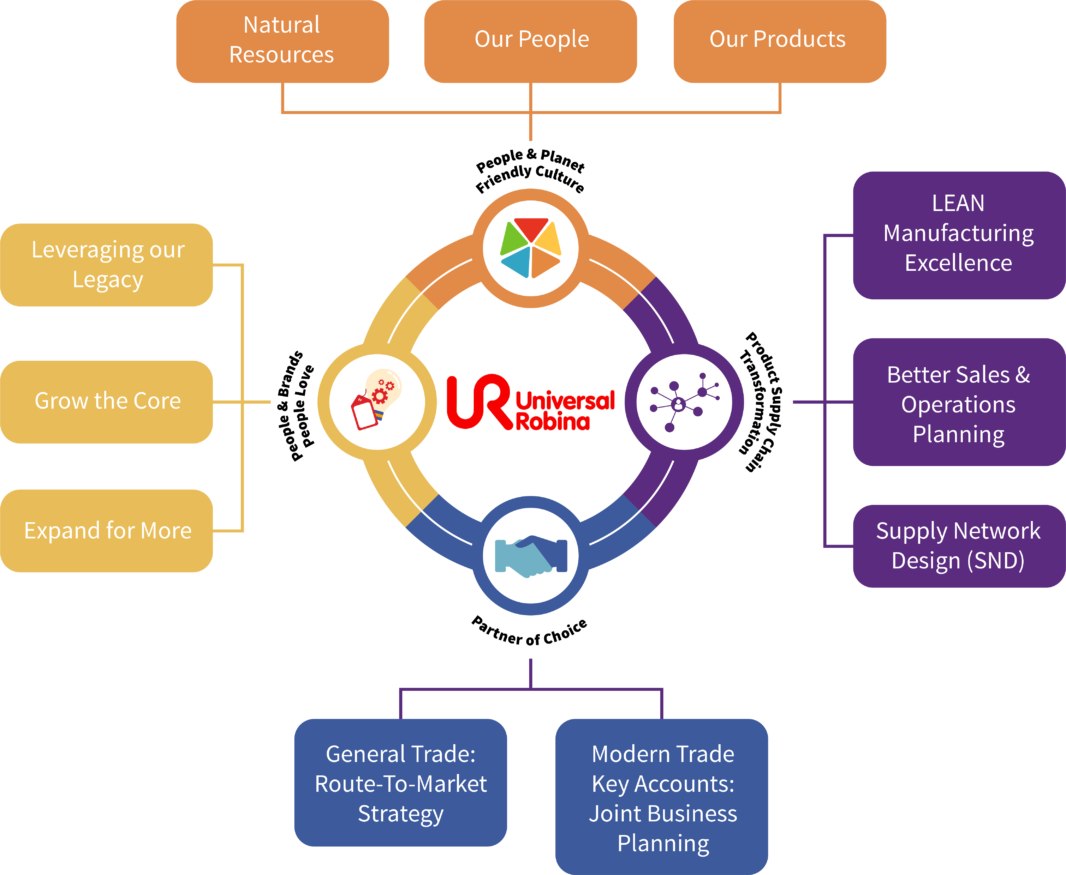 Natural
Resources
Our People
Our Products
People & Planet
Friendly Culture
LEAN
Manufacturing
Excellence
Leveraging our
Legacy
People & Brands
People Love
Grow the Core
Expand for More
UR Universal
Robina
Product Supply Chain
Transformation
Better Sales &
Operations
Planning
Supply Network
Design (SND)
Partner of Choice
General Trade:
Route-To-Market
Strategy
Modern Trade
Key Accounts:
Joint Business
Planning